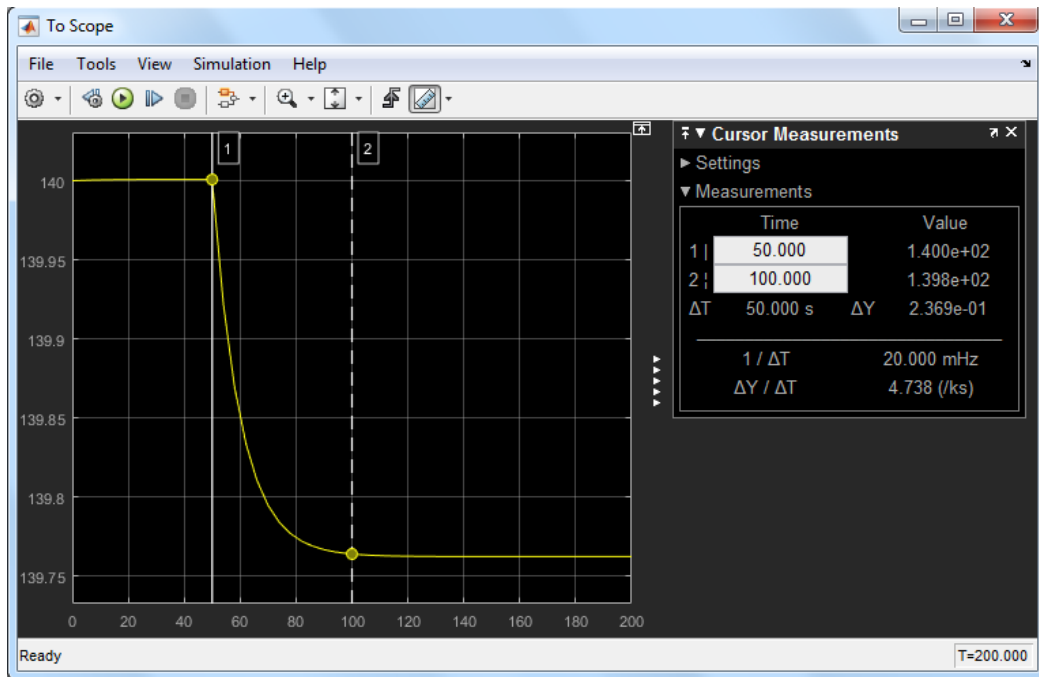 To Scope
File Tools View Simulation Help
1
2
140
139.95
139.9
139.85
139.8
139.75
0 20 40 60 80 100 120 140 160 180 200
Cursor Measurements
Settings
Measurements
Time Value
1 | 50.000 1.400e+02
2 ¦ 100.000 1.398e+02
ΔT 50.000 s ΔY 2.369e-01
1 / ΔT 20.000 mHz
ΔY / ΔT 4.738 (/ks)
Ready T=200.000